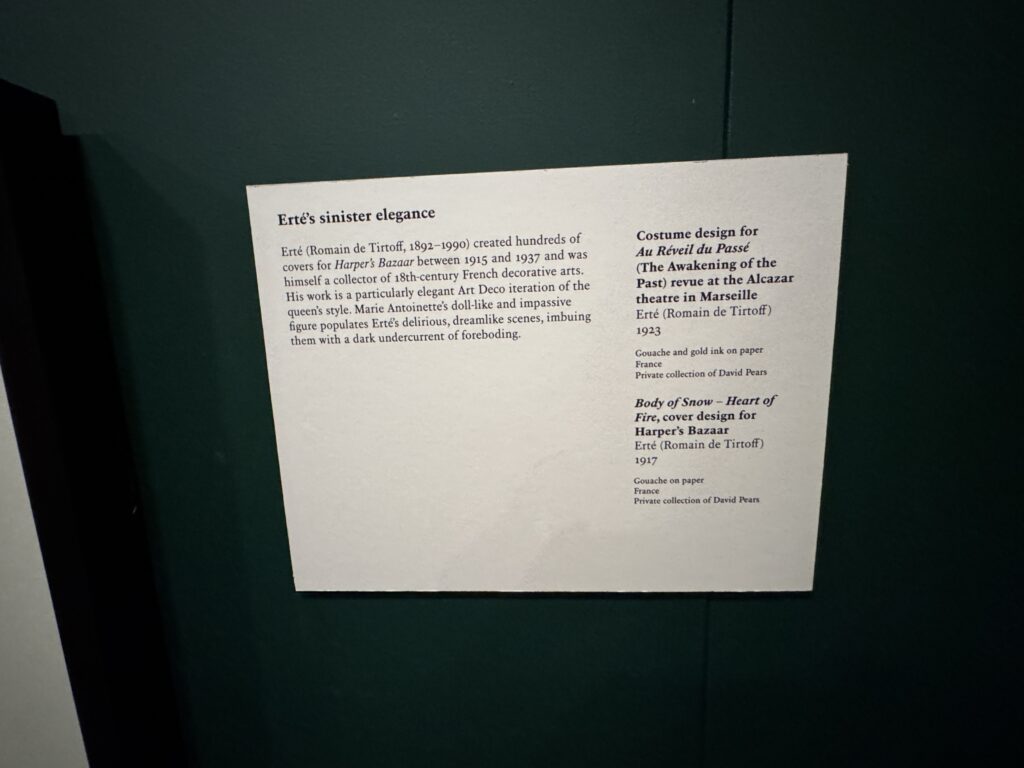 Erté's sinister elegance
Erté (Romain de Tirtoff, 1892–1990) created hundreds of
covers for Harper's Bazaar between 1915 and 1937 and was
himself a collector of 18th-century French decorative arts.
His work is a particularly elegant Art Deco iteration of the
queen's style. Marie Antoinette's doll-like and impassive
figure populates Erté's delirious, dreamlike scenes, imbuing
them with a dark undercurrent of foreboding.
Costume design for
Au Réveil du Passé
(The Awakening of the
Past) revue at the Alcazar
theatre in Marseille
Erté (Romain de Tirtoff)
1923
Gouache and gold ink on paper
France
Private collection of David Pears
Body of Snow – Heart of
Fire, cover design for
Harper's Bazaar
Erté (Romain de Tirtoff)
1917
Gouache on paper
France
Private collection of David Pears